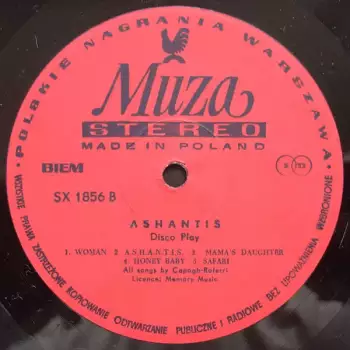 POLSKIE NAGRANIA WARSZAWA
Muza
STEREO
MADE IN POLAND
BIEM
33
SX 1856 B
ASHANTIS
Disco Play
1. WOMAN 2. A.S.H.A.N.T.I.S. 3. MAMA'S DAUGHTER
4. HONEY BABY 5. SAFARI
All songs by Capogh-Roferri
Licence: Memory Music
WSZYSTKIE PRAWA ZASTRZEŻONE KOPIOWANIE ODTWARZANIE PUBLICZNE I RADIOWE BEZ UPOWAŻNIENIA WZBRONIONE